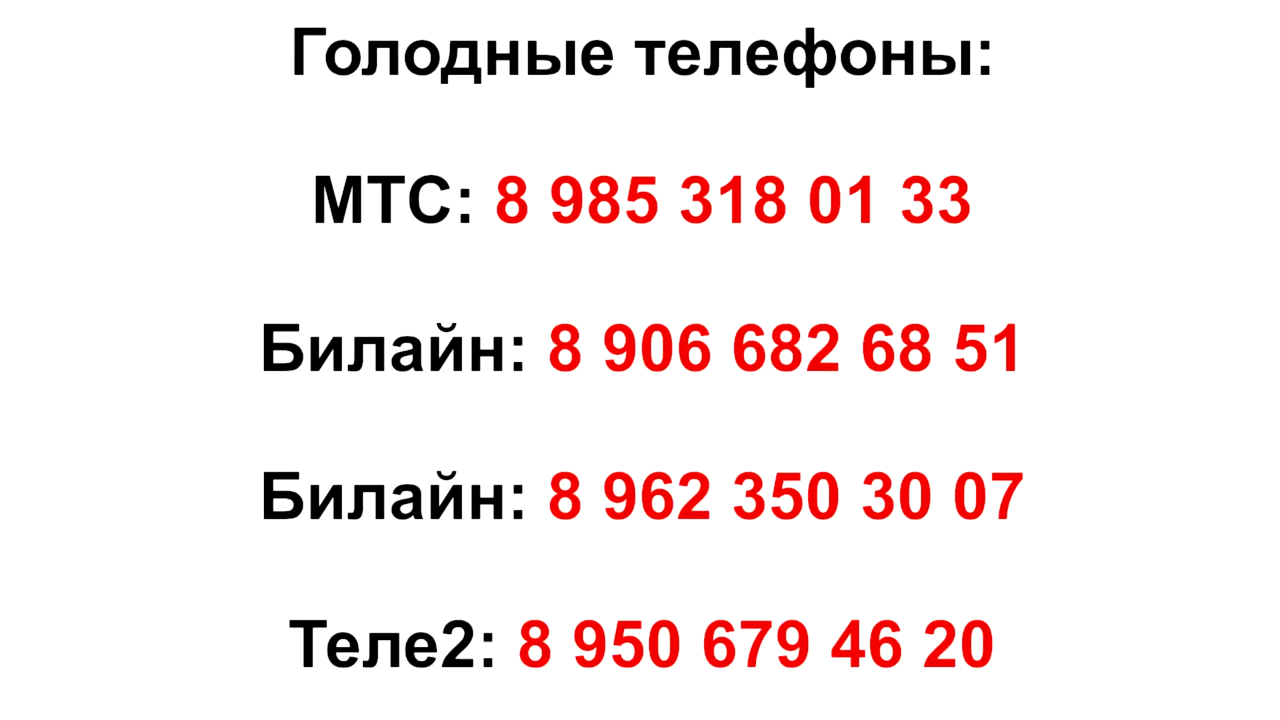 Голодные телефоны:
МТС: 8 985 318 01 33
Билайн: 8 906 682 68 51
Билайн: 8 962 350 30 07
Теле2: 8 950 679 46 20